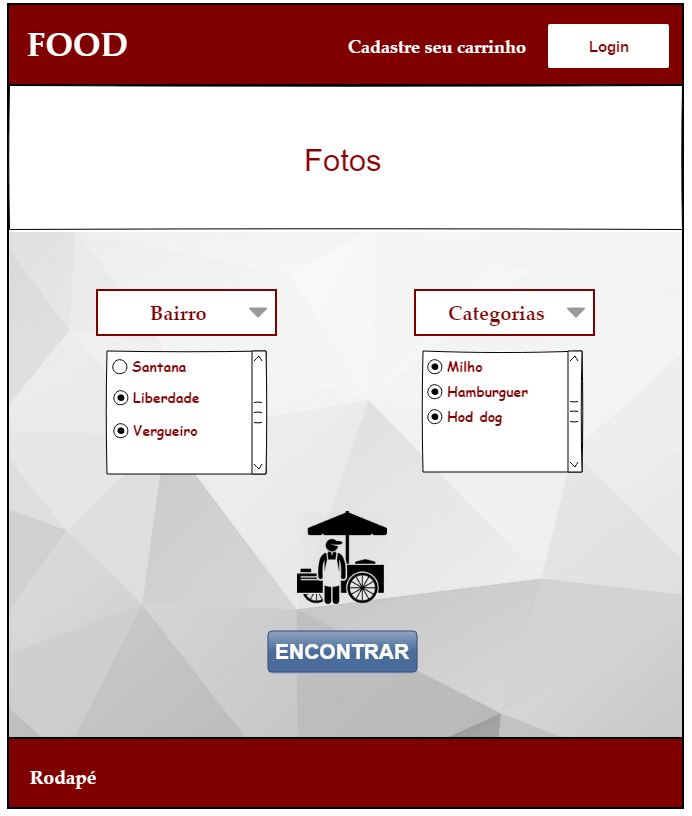 FOOD
Cadastre seu carrinho
Login
Fotos
Bairro
Santana
Liberdade
Vergueiro
Categorias
Milho
Hamburguer
Hod dog
ENCONTRAR
Rodapé